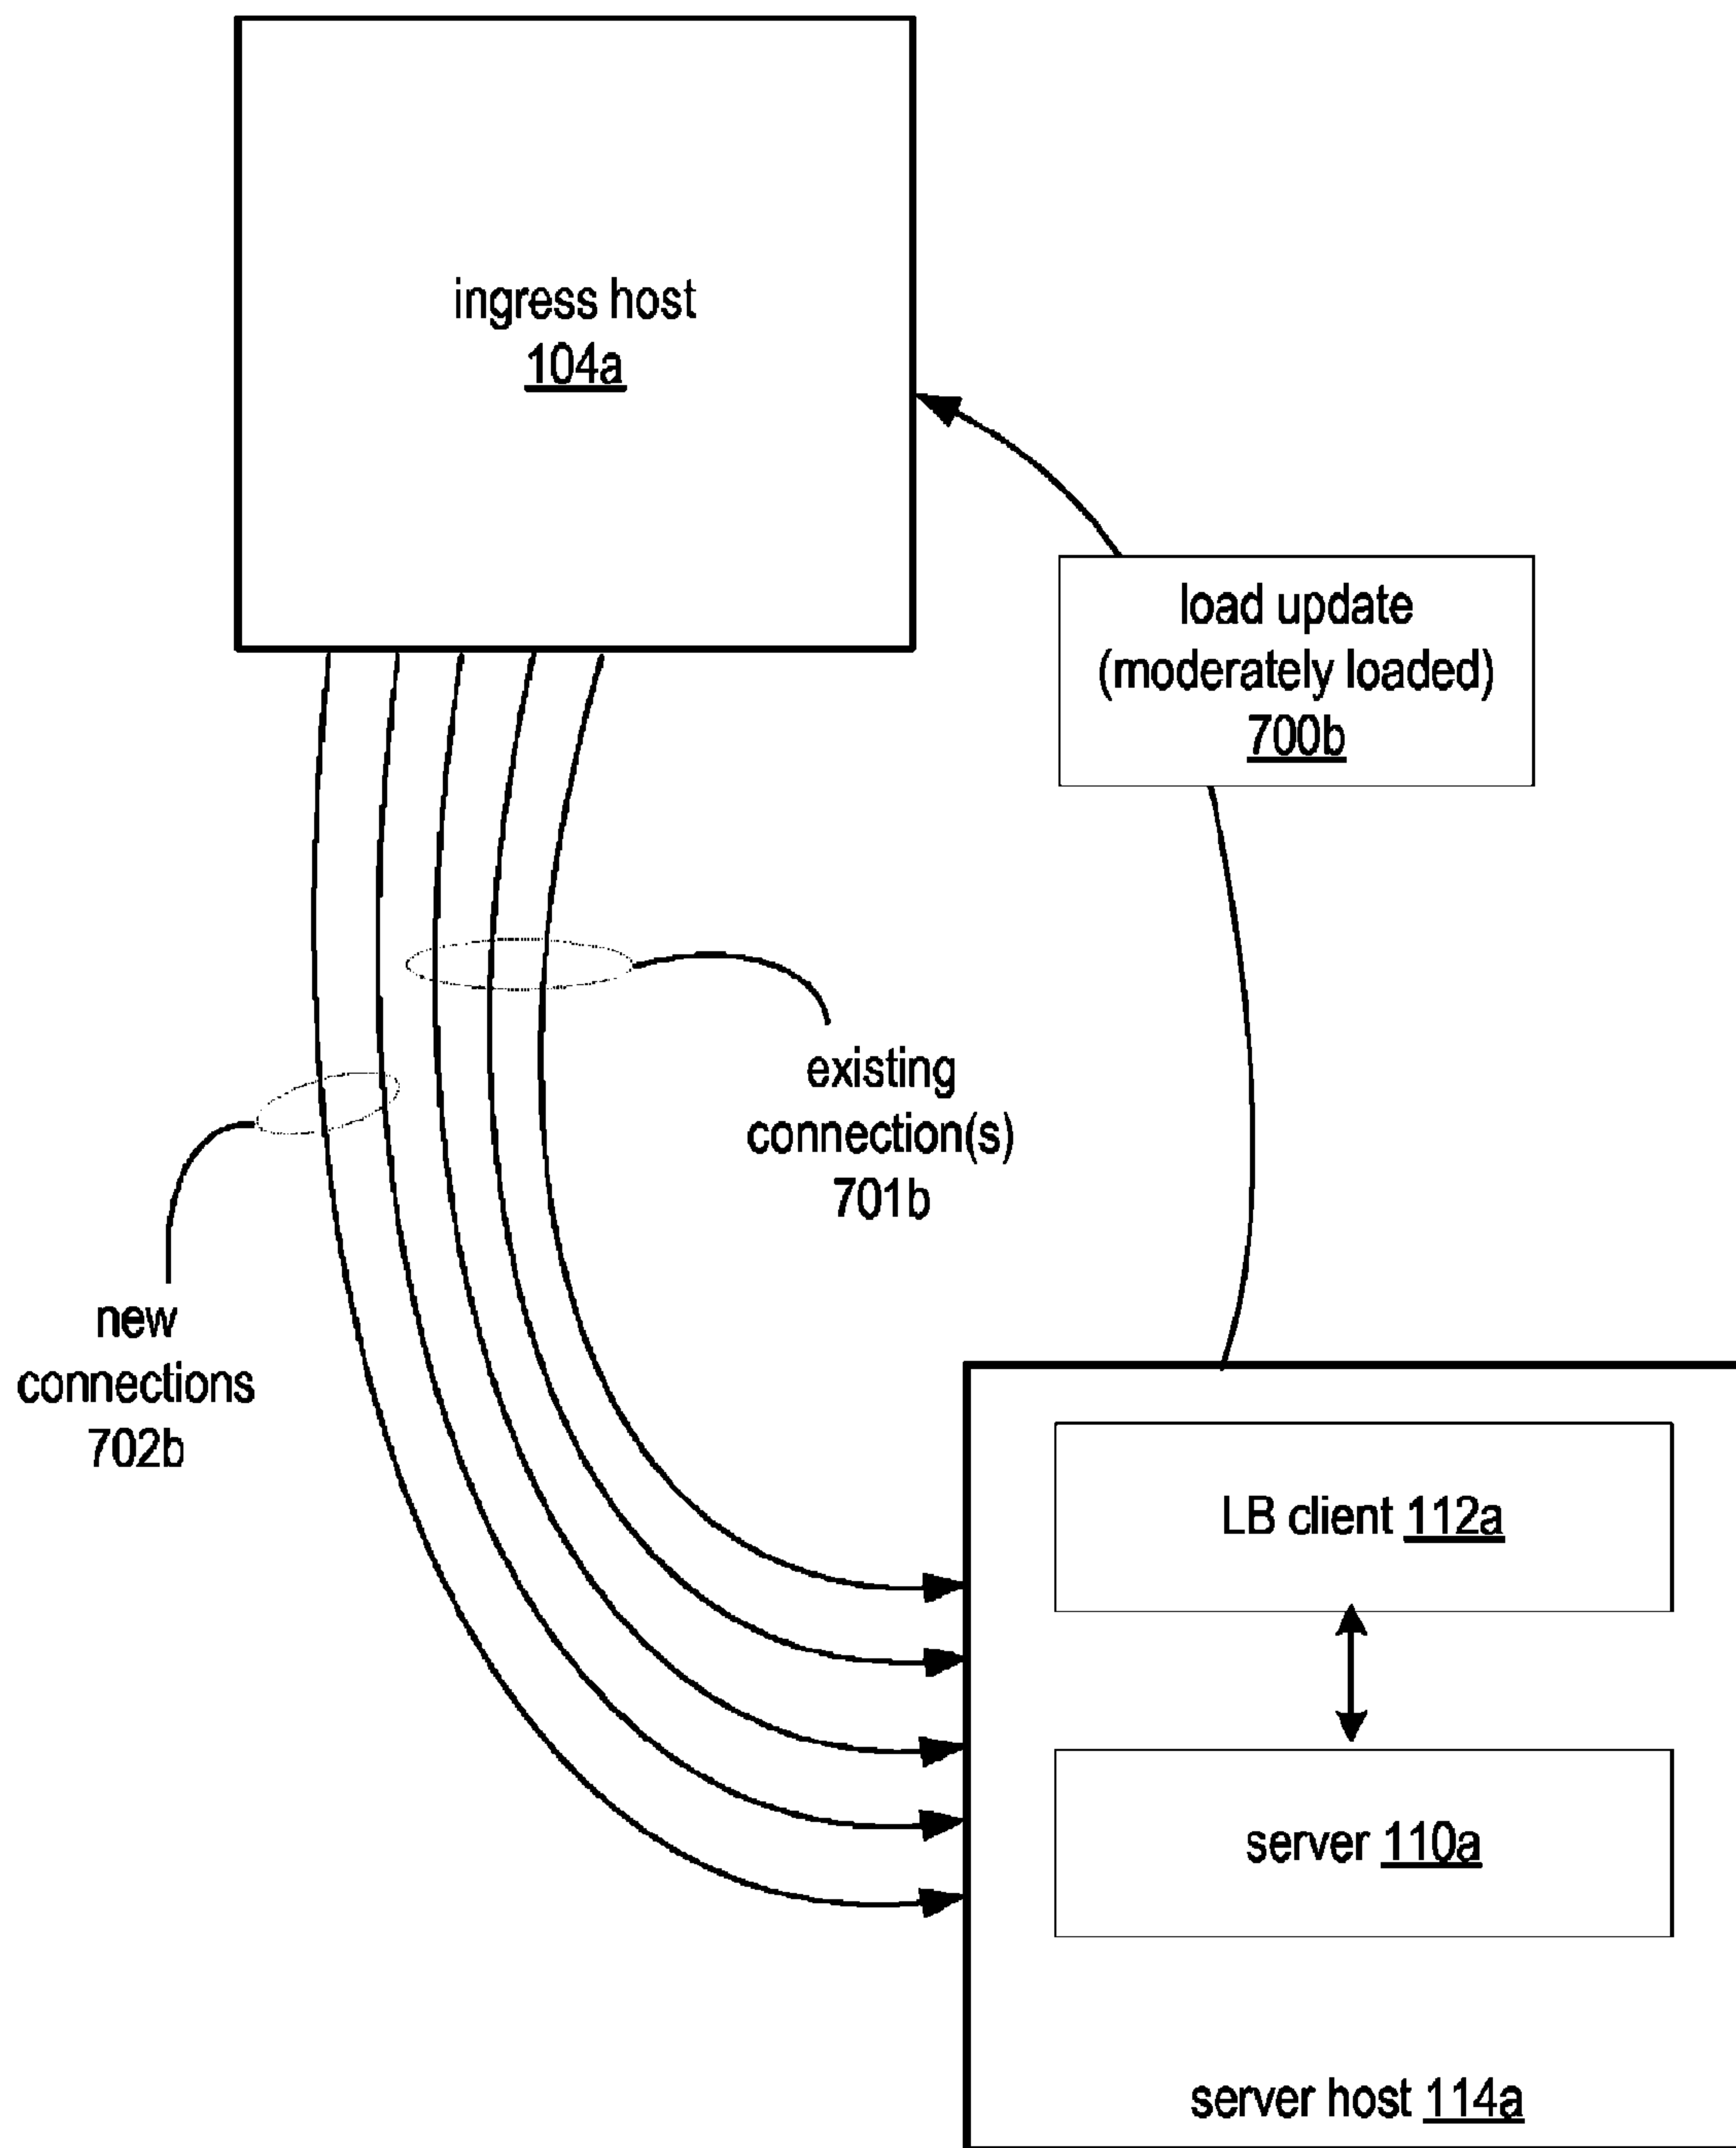 ingress host
104a
load update
(moderately loaded)
700b
existing
connection(s)
701b
new
connections
702b
LB client 112a
server 110a
server host 114a